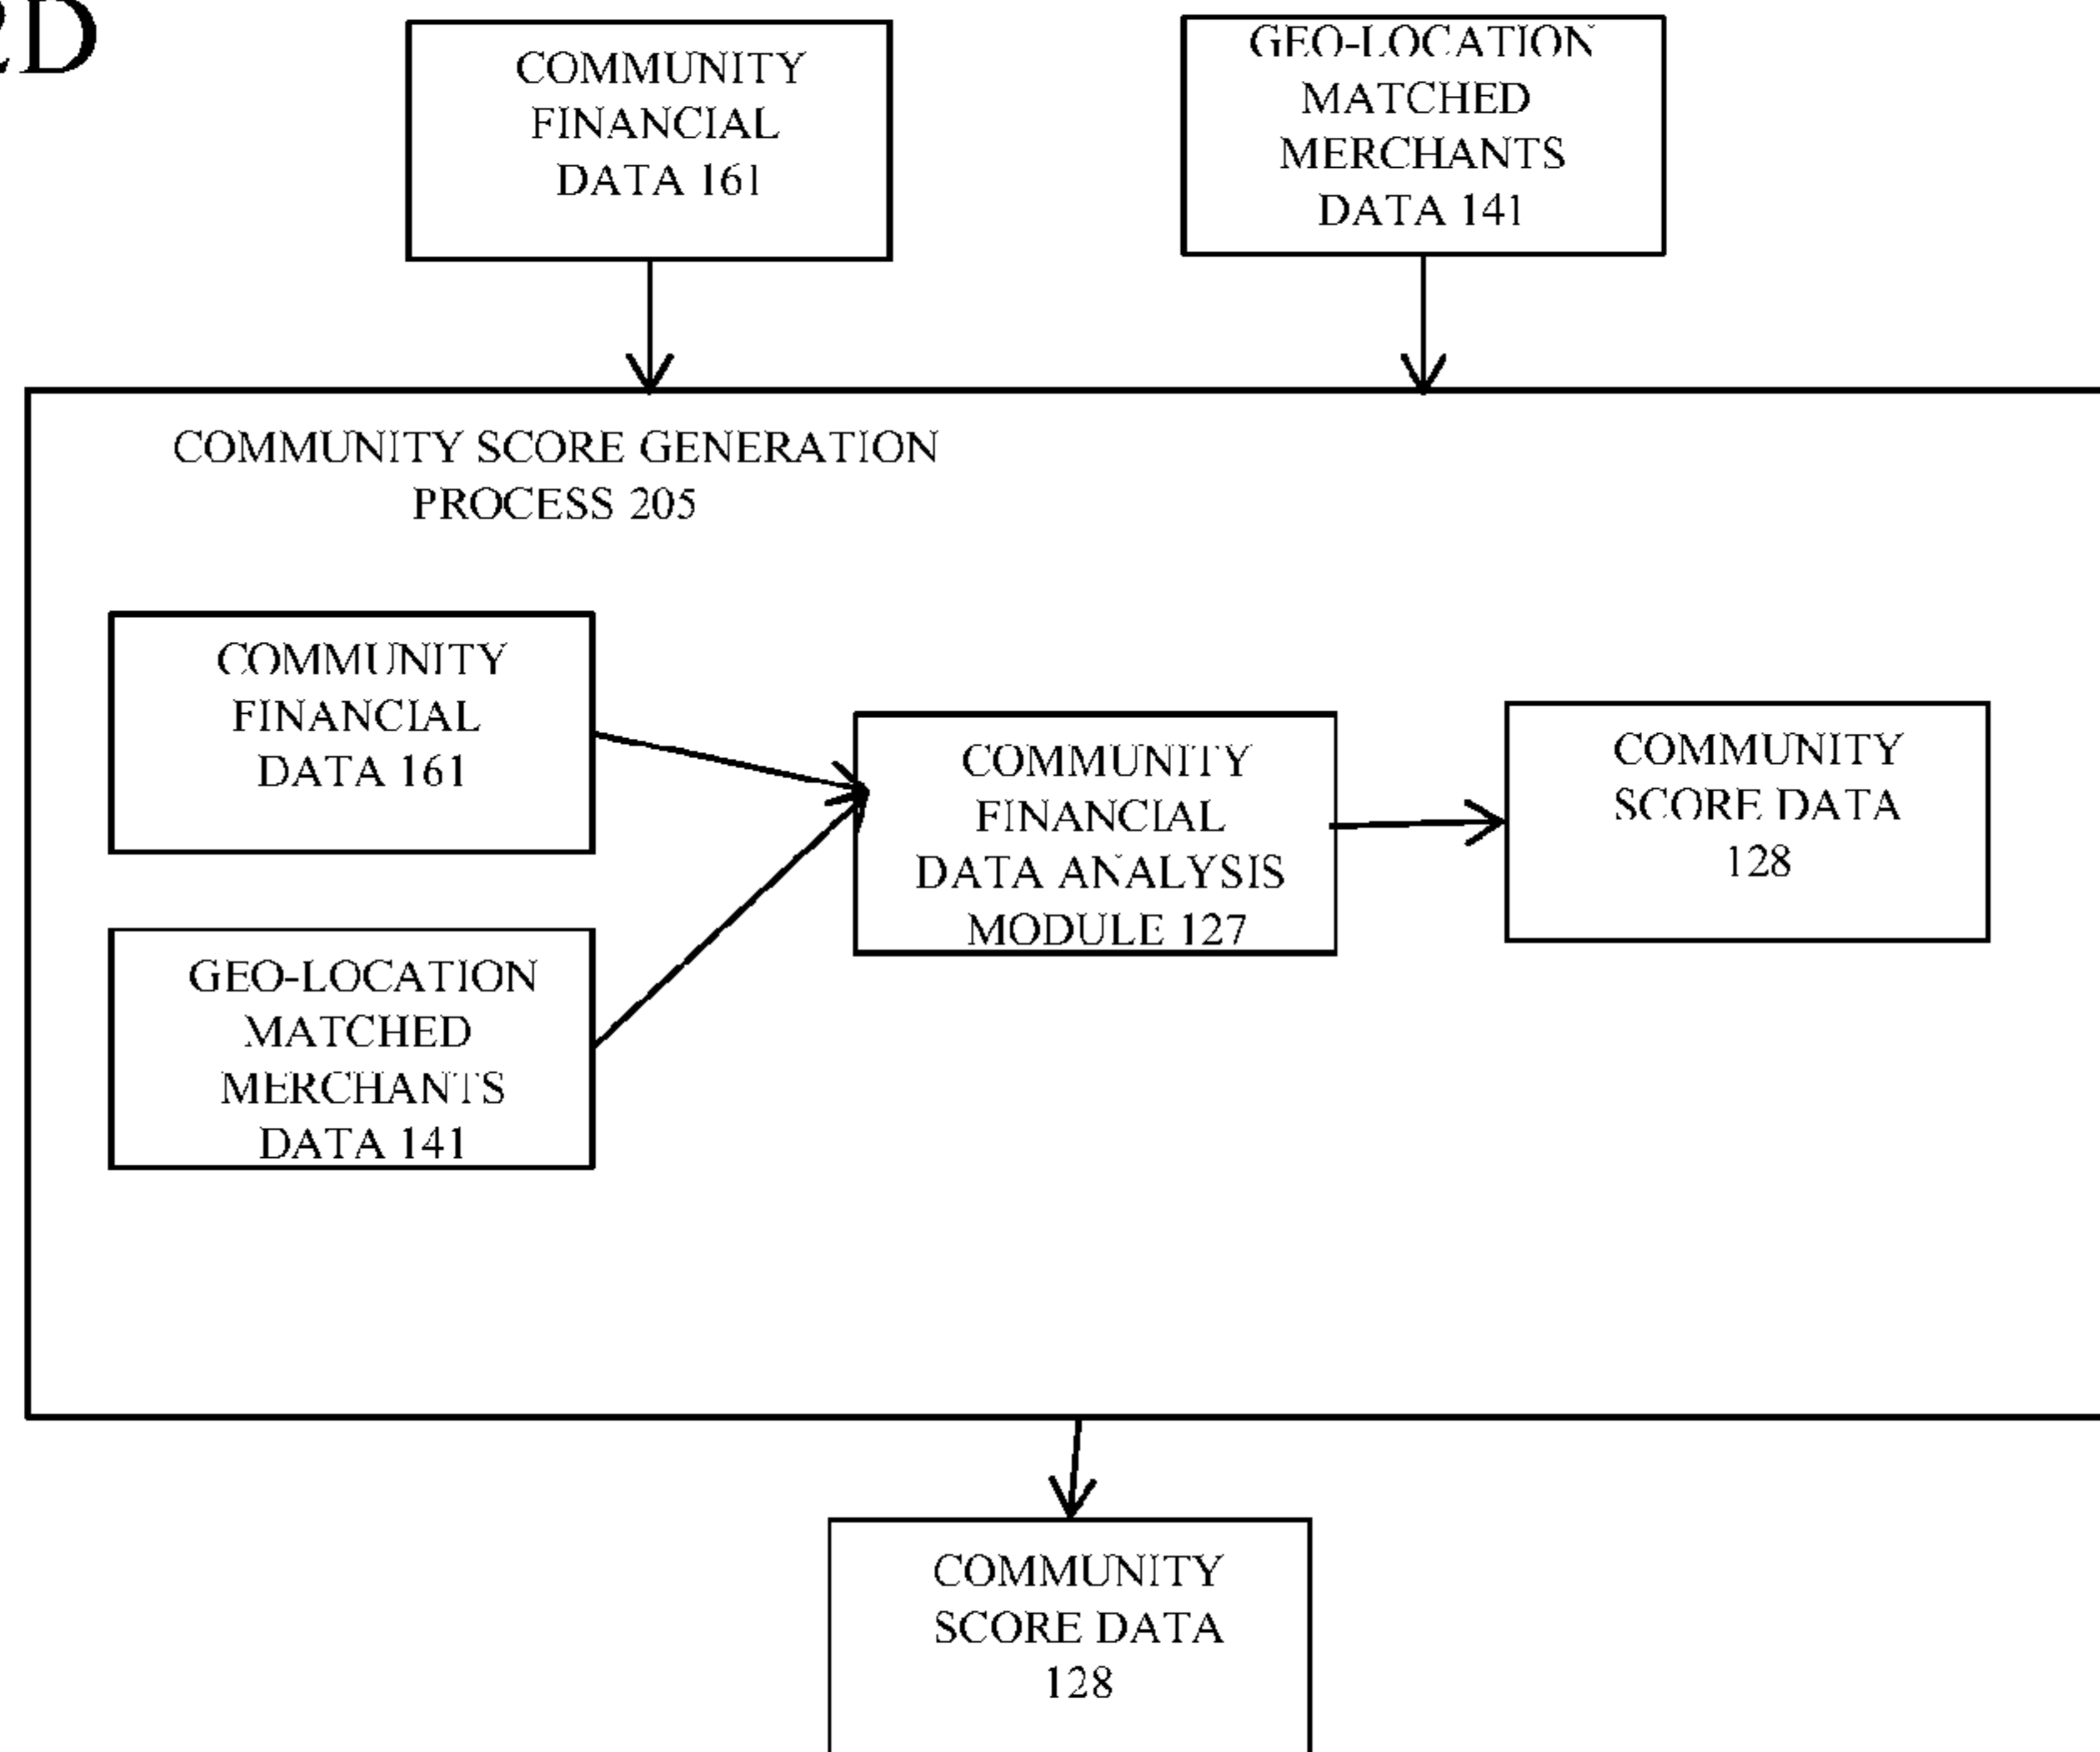 2D
COMMUNITY
FINANCIAL
DATA 161
GEO-LOCATION
MATCHED
MERCHANTS
DATA 141
COMMUNITY SCORE GENERATION
PROCESS 205
COMMUNITY
FINANCIAL
DATA 161
GEO-LOCATION
MATCHED
MERCHANTS
DATA 141
COMMUNITY
FINANCIAL
DATA ANALYSIS
MODULE 127
COMMUNITY
SCORE DATA
128
COMMUNITY
SCORE DATA
128